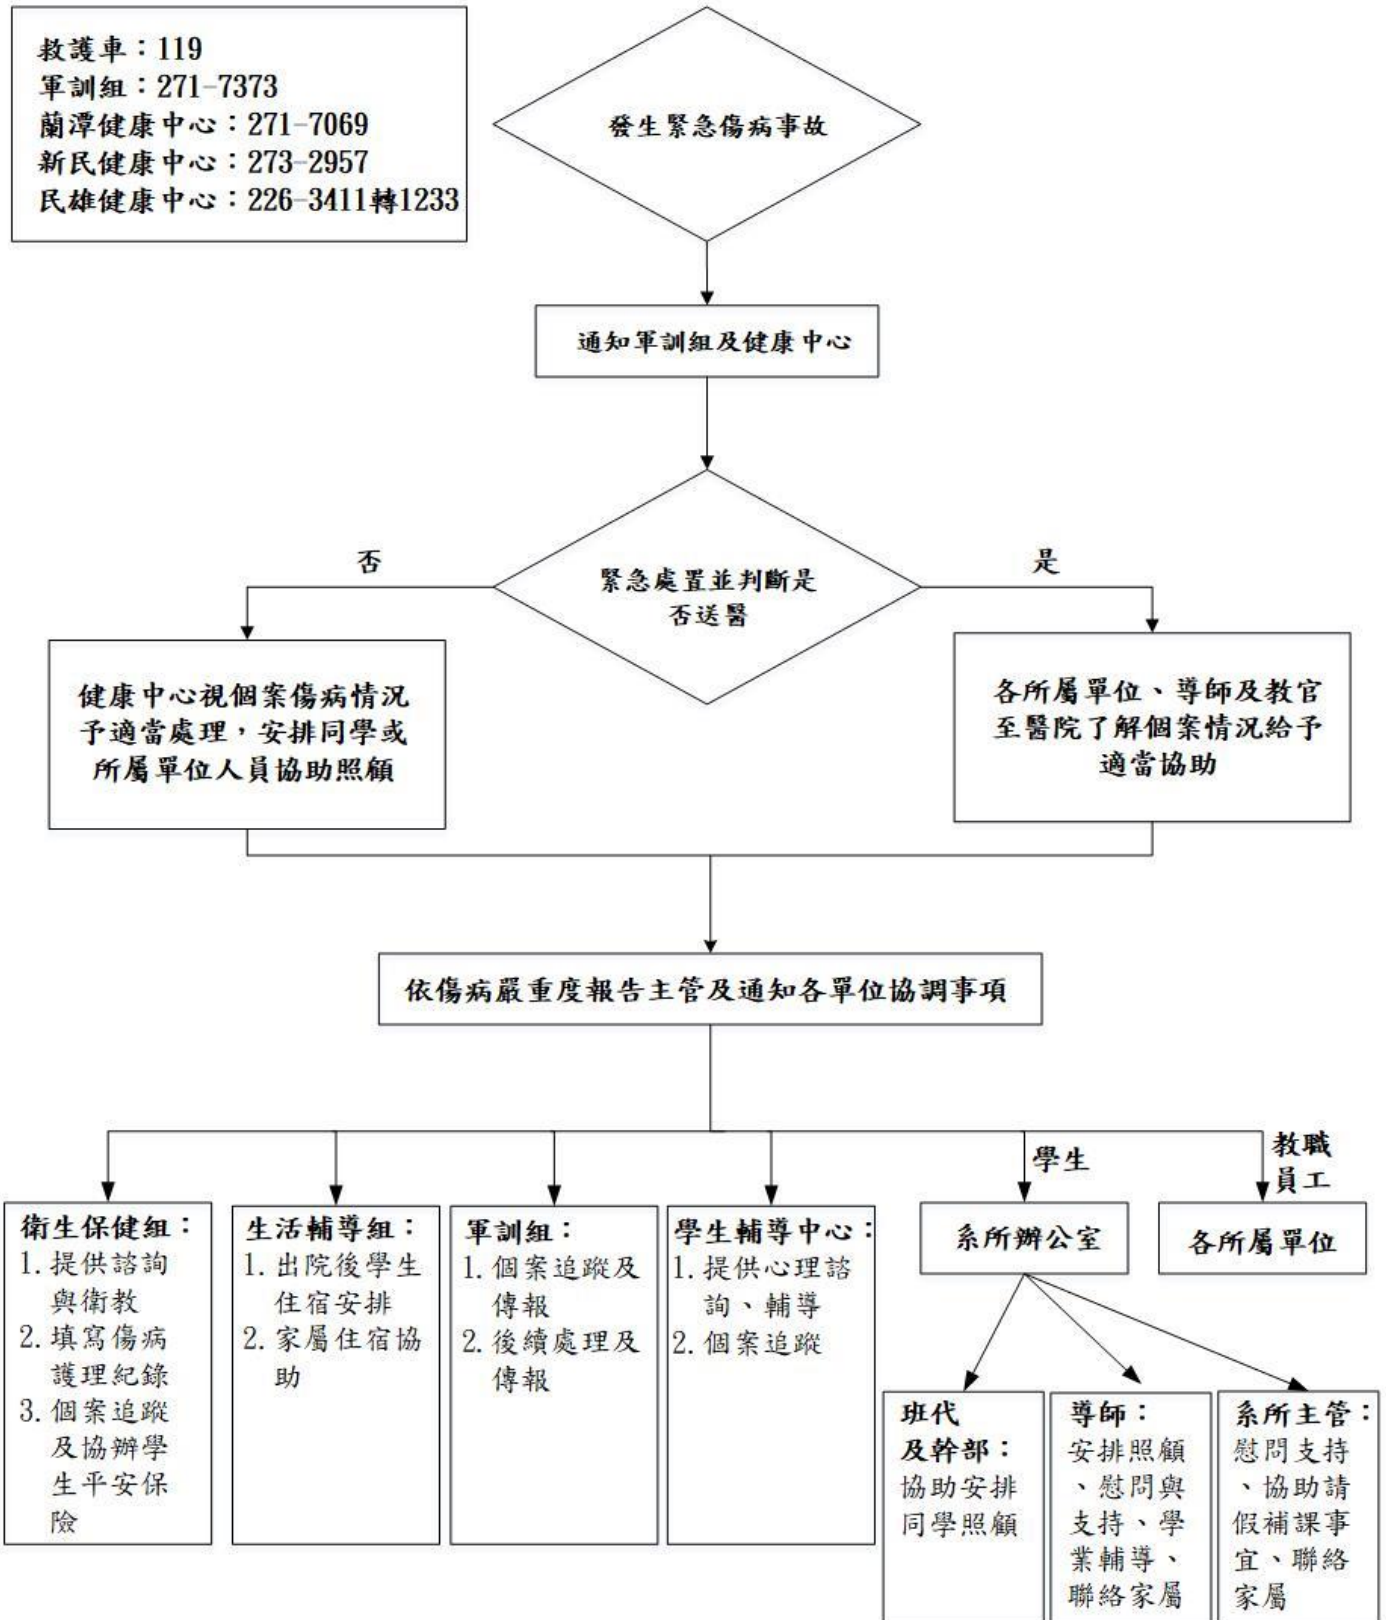 救護車：119
軍訓組：271-7373
蘭潭健康中心：271-7069
新民健康中心：273-2957
民雄健康中心：226-3411轉1233
發生緊急傷病事故
通知軍訓組及健康中心
緊急處置並判斷是
否送醫
否
是
健康中心視個案傷病情況
予適當處理，安排同學或
所屬單位人員協助照顧
各所屬單位、導師及教官
至醫院了解個案情況給予
適當協助
依傷病嚴重度報告主管及通知各單位協調事項
學生
教職
員工
衛生保健組：
1. 提供諮詢
與衛教
2. 填寫傷病
護理紀錄
3. 個案追蹤
及協辦學
生平安保
險
生活輔導組：
1. 出院後學生
住宿安排
2. 家屬住宿協
助
軍訓組：
1. 個案追蹤及
傳報
2. 後續處理及
傳報
學生輔導中心：
1. 提供心理諮
詢、輔導
2. 個案追蹤
系所辦公室
各所屬單位
班代
及幹部：
協助安排
同學照顧
導師：
安排照顧
、慰問與
支持、學
業輔導、
聯絡家屬
系所主管：
慰問支持
、協助請
假補課事
宜、聯絡
家屬